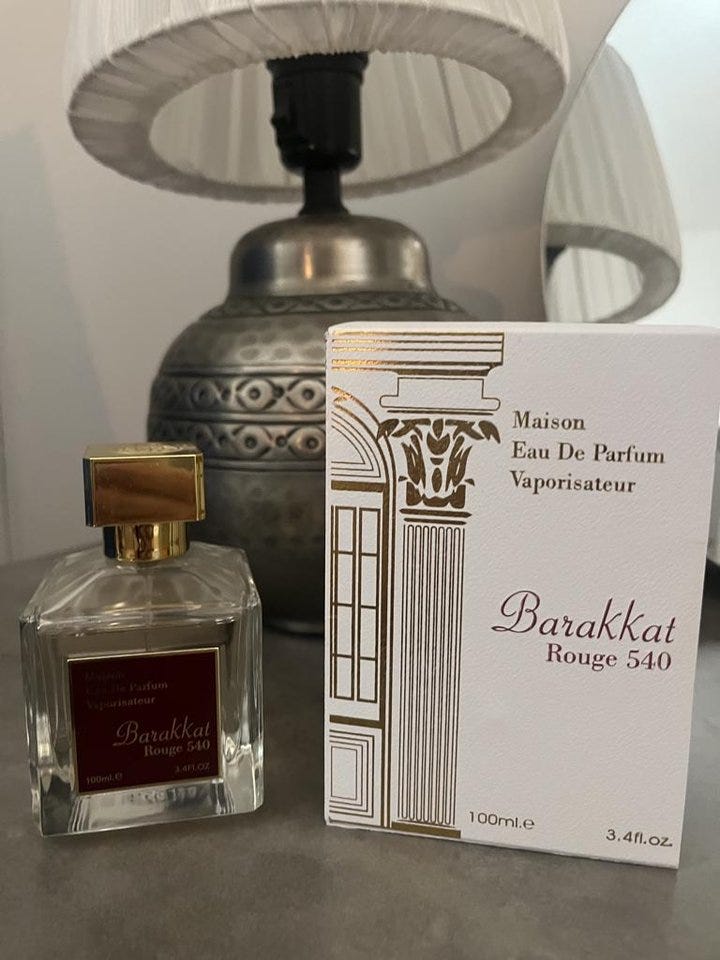 Maison
Eau De Parfum
Vaporisateur
Barakkat
Rouge 540
100ml.e
3.4FL.OZ
Maison
Eau De Parfum
Vaporisateur
Barakkat
Rouge 540
100ml.e
3.4fl.oz.